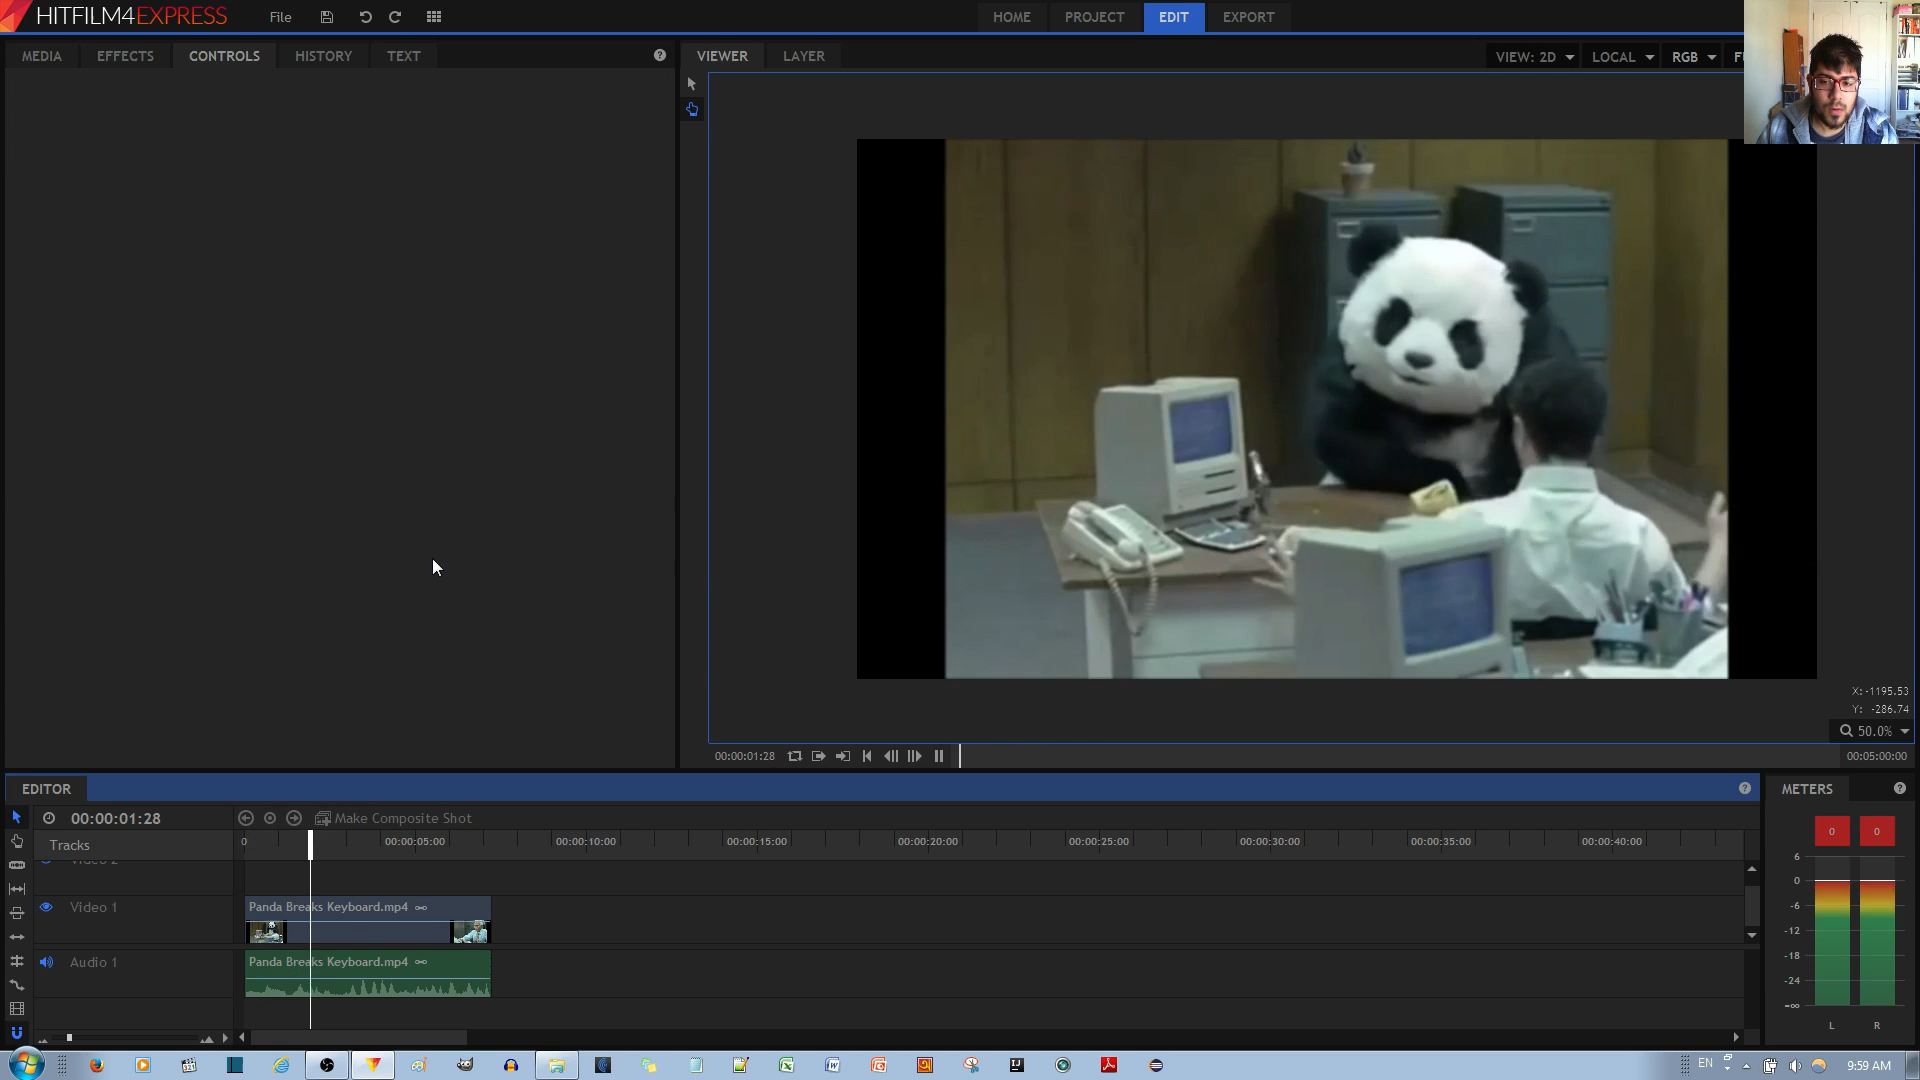 HITFILM4EXPRESS File HOME PROJECT EDIT EXPORT
MEDIA EFFECTS CONTROLS HISTORY TEXT VIEWER LAYER VIEW: 2D LOCAL RGB
X: -1195.53
Y: -286.74
50.0%
00:00:01:28 00:05:00:00
EDITOR METERS
00:00:01:28 Make Composite Shot
Tracks 0 00:00:05:00 00:00:10:00 00:00:15:00 00:00:20:00 00:00:25:00 00:00:30:00 00:00:35:00 00:00:40:00
Video 2
Video 1 Panda Breaks Keyboard.mp4
Audio 1 Panda Breaks Keyboard.mp4
0 0
6
0
-6
-12
-18
-24
-∞
L R
EN 9:59 AM